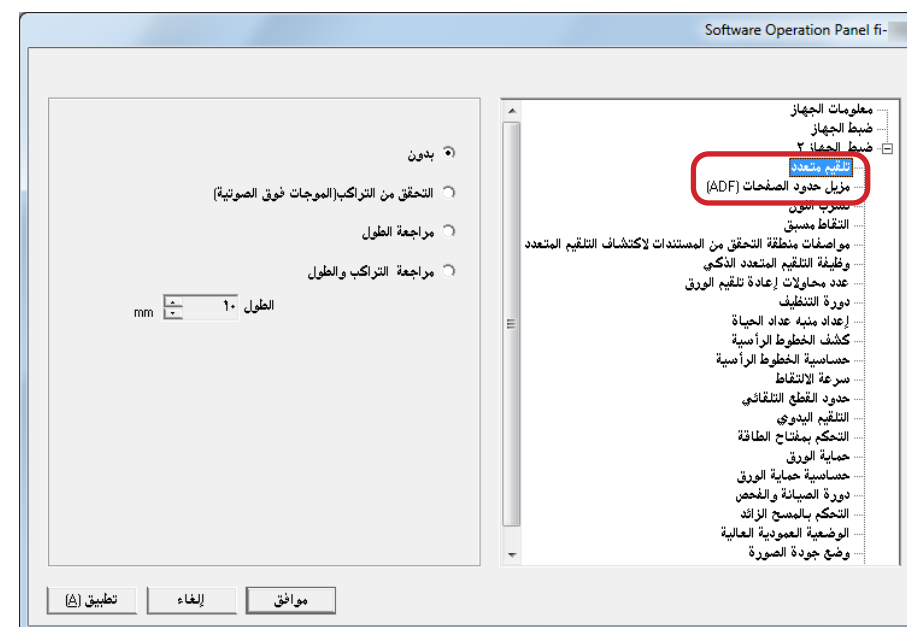 Software Operation Panel fi-
معلومات الجهاز
ضبط الجهاز
ضبط الجهاز ٢
تلقيم متعدد
مزيل حدود الصفحات (ADF)
تسرب اللون
التقاط مسبق
مواصفات منطقة التحقق من المستندات لاكتشاف التلقيم المتعدد
وظيفة التلقيم المتعدد الذكي
عدد محاولات إعادة تلقيم الورق
دورة التنظيف
إعداد منبه عداد الحياة
كشف الخطوط الرأسية
حساسية الخطوط الرأسية
سرعة الالتقاط
حدود القطع التلقائي
التلقيم اليدوي
التحكم بمفتاح الطاقة
حماية الورق
حساسية حماية الورق
دورة الصيانة والفحص
التحكم بالمسح الزائد
الوضعية العمودية العالية
وضع جودة الصورة
بدون
التحقق من التراكب(الموجات فوق الصوتية)
مراجعة الطول
مراجعة التراكب والطول
الطول ١٠ mm
موافق
إلغاء
تطبيق (A)